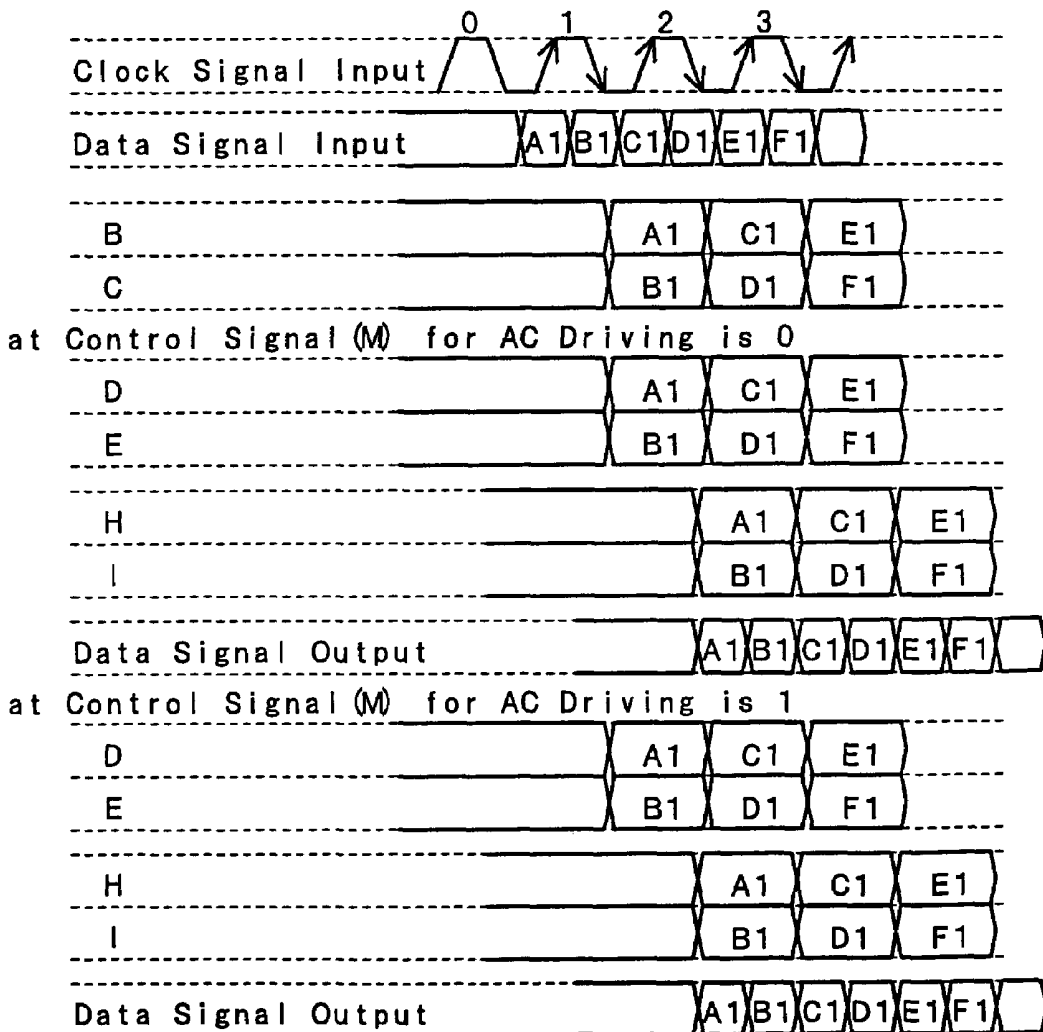 0 1 2 3
Clock Signal Input
Data Signal Input A1 B1 C1 D1 E1 F1
B A1 C1 E1
C B1 D1 F1
at Control Signal(M) for AC Driving is 0
D A1 C1 E1
E B1 D1 F1
H A1 C1 E1
I B1 D1 F1
Data Signal Output A1 B1 C1 D1 E1 F1
at Control Signal(M) for AC Driving is 1
D A1 C1 E1
E B1 D1 F1
H A1 C1 E1
I B1 D1 F1
Data Signal Output A1 B1 C1 D1 E1 F1